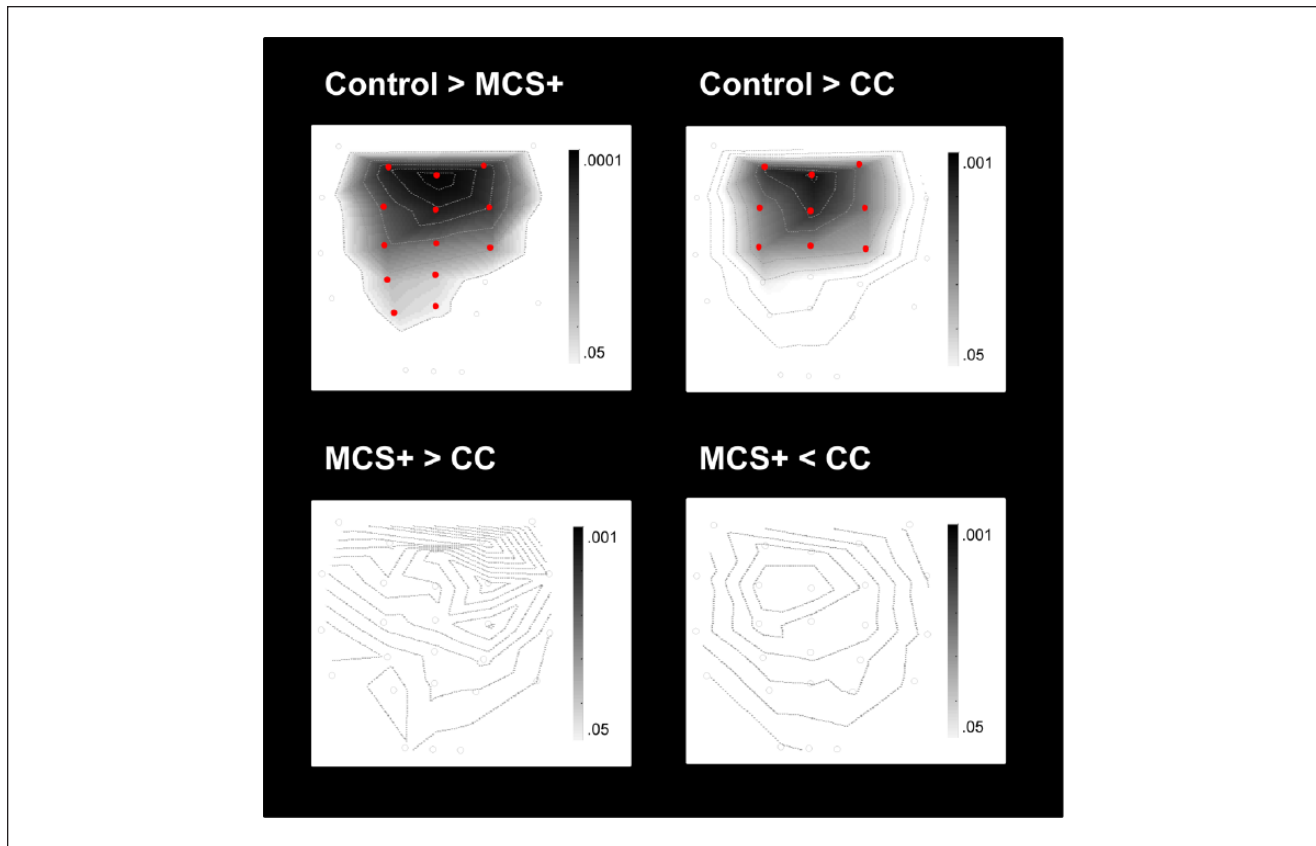 Control > MCS+
Control > CC
.0001
.05
.001
.05
MCS+ > CC
MCS+ < CC
.001
.05
.001
.05